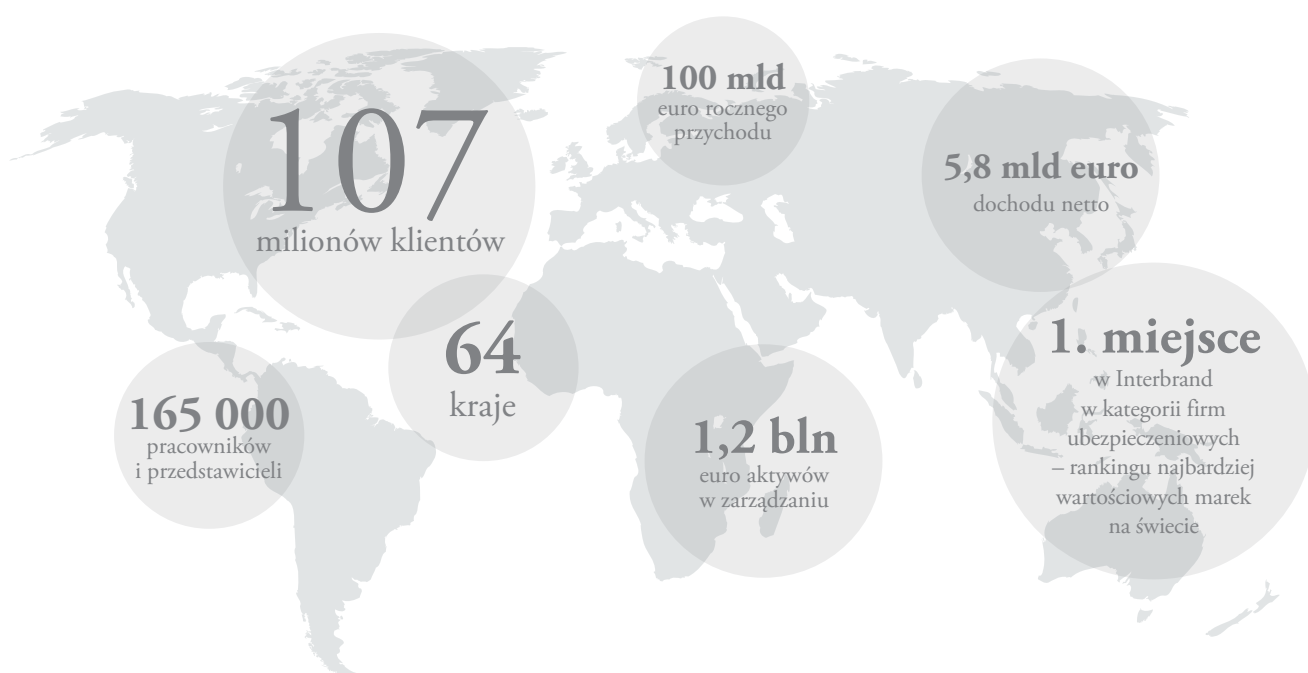 107
milionów klientów
100 mld
euro rocznego
przychodu
5,8 mld euro
dochodu netto
64
kraje
1. miejsce
w Interbrand
w kategorii firm
ubezpieczeniowych
– rankingu najbardziej
wartościowych marek
na świecie
165 000
pracowników
i przedstawicieli
1,2 bln
euro aktywów
w zarządzaniu